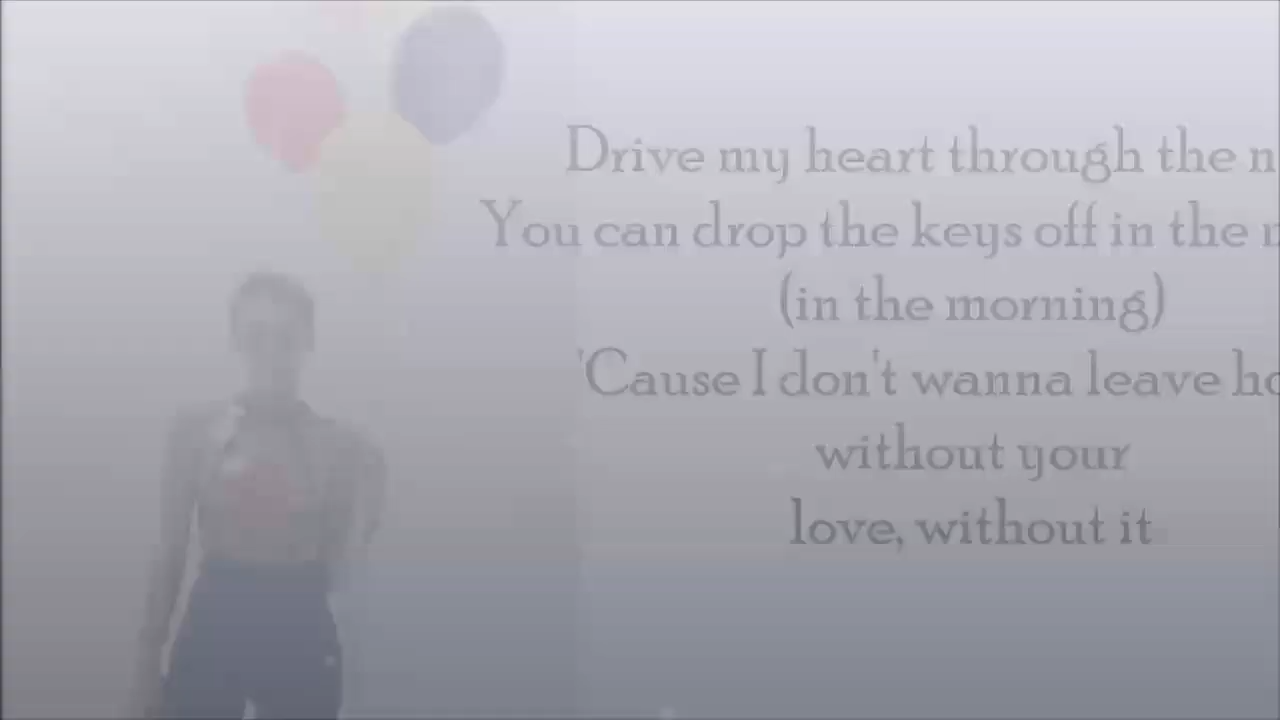 Drive my heart through the n
You can drop the keys off in the
(in the morning)
'Cause I don't wanna leave ho
without your
love, without it